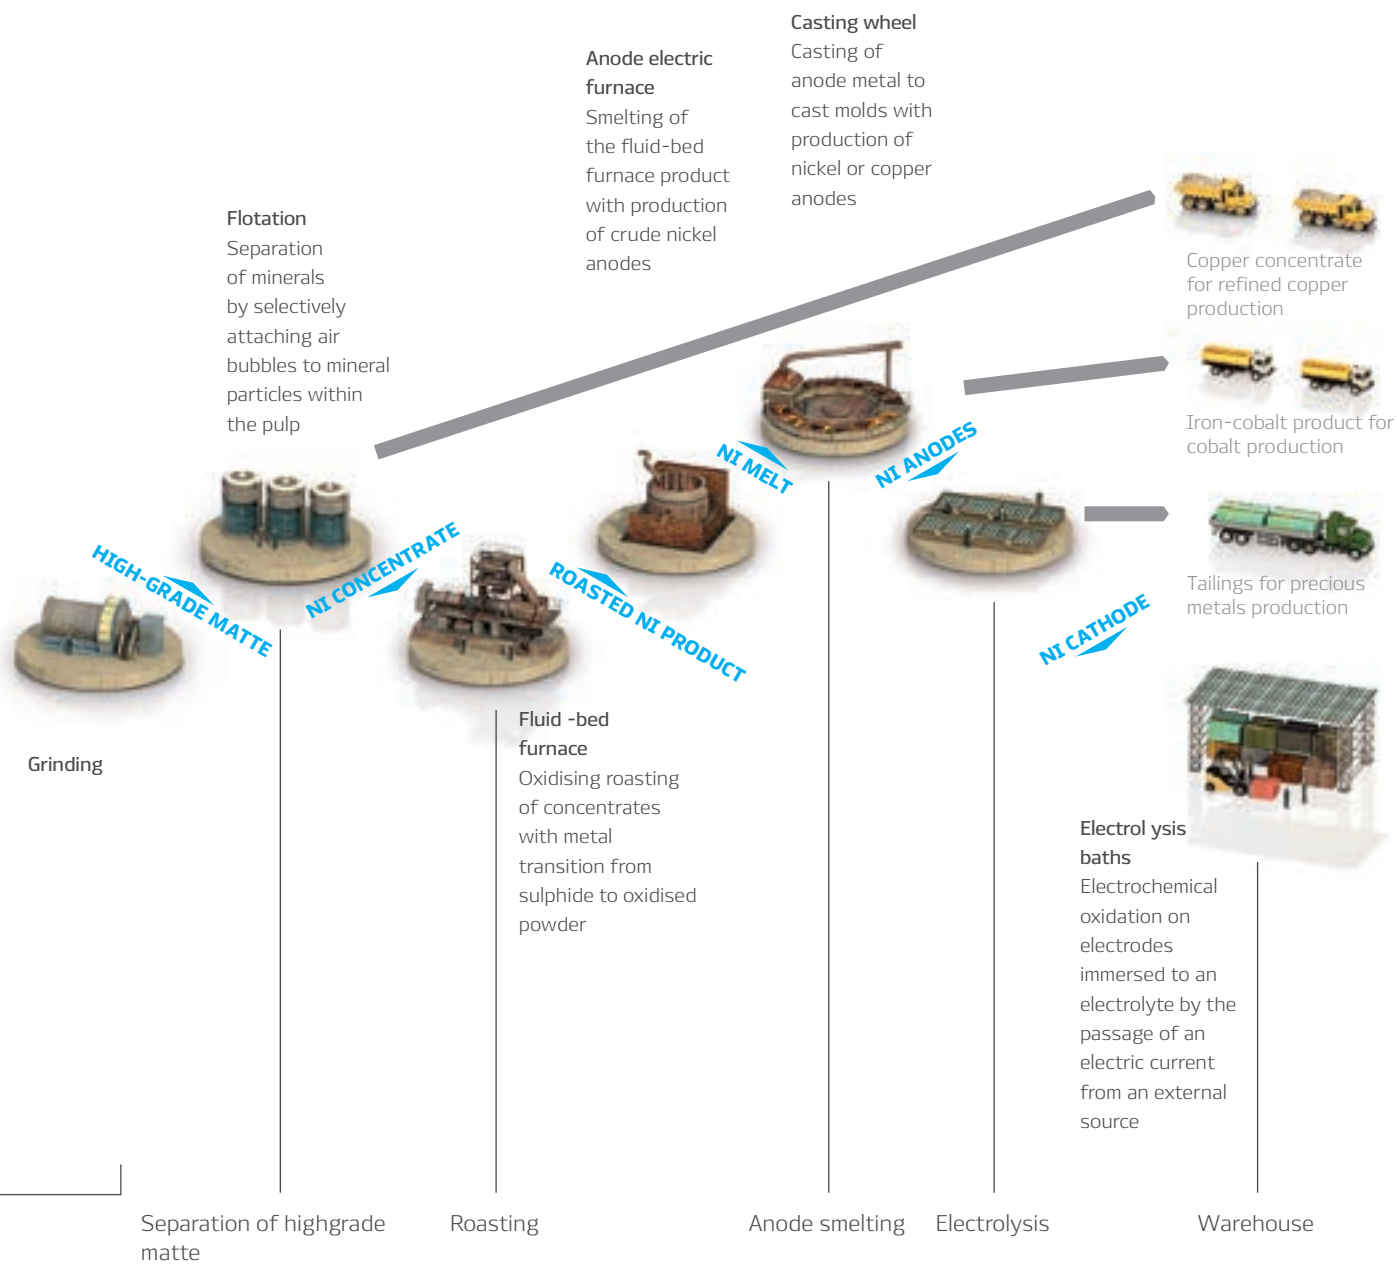 Casting wheel
Casting of
anode metal to
cast molds with
production of
nickel or copper
anodes
Anode electric
furnace
Smelting of
the fluid-bed
furnace product
with production
of crude nickel
anodes
Flotation
Separation
of minerals
by selectively
attaching air
bubbles to mineral
particles within
the pulp
Copper concentrate
for refined copper
production
Iron-cobalt product for
cobalt production
Tailings for precious
metals production
HIGH-GRADE MATTE
NI CONCENTRATE
ROASTED NI PRODUCT
NI MELT
NI ANODES
NI CATHODE
Grinding
Fluid -bed
furnace
Oxidising roasting
of concentrates
with metal
transition from
sulphide to oxidised
powder
Electrol ysis
baths
Electrochemical
oxidation on
electrodes
immersed to an
electrolyte by the
passage of an
electric current
from an external
source
Separation of highgrade
matte
Roasting
Anode smelting
Electrolysis
Warehouse